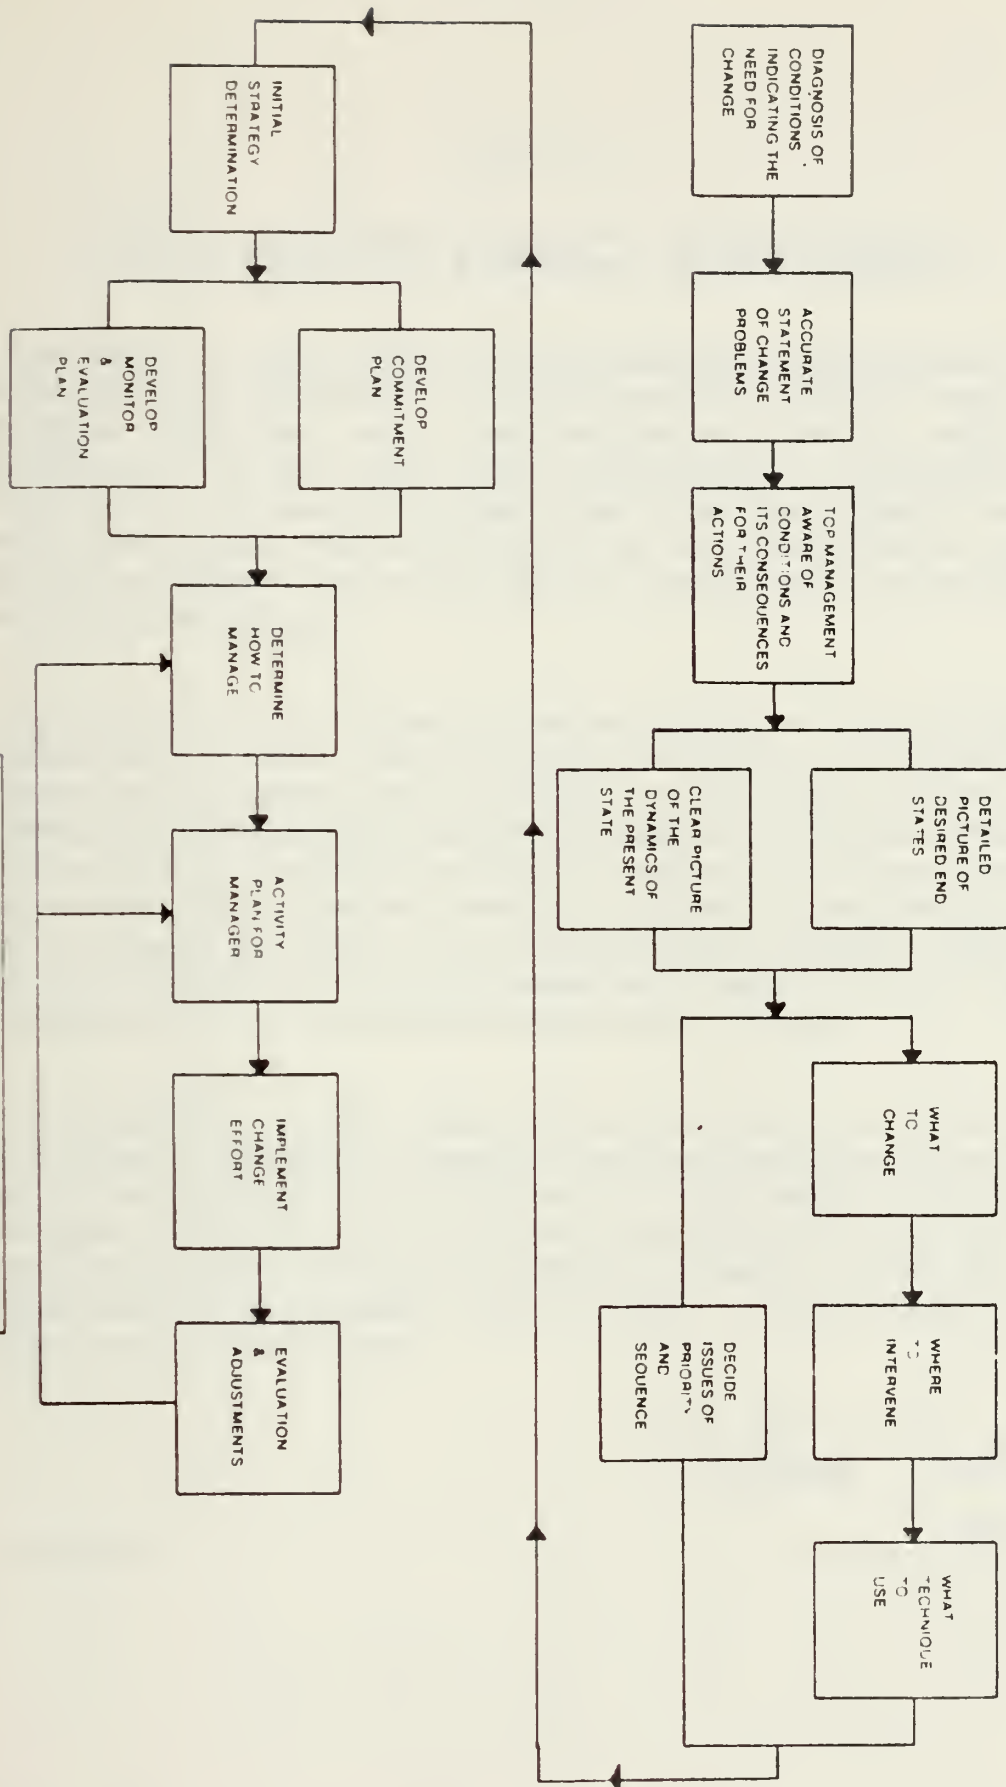 DIAGNOSIS OF
CONDITIONS
INDICATING THE
NEED FOR
CHANGE
ACCURATE
STATEMENT
OF CHANGE
PROBLEMS
TOP MANAGEMENT
AWARE OF
CONDITIONS AND
ITS CONSEQUENCES
FOR THEIR
ACTIONS
DETAILED
PICTURE OF
DESIRED END
STATES
CLEAR PICTURE
OF THE
DYNAMICS OF
THE PRESENT
STATE
WHAT
TO
CHANGE
WHERE
TO
INTERVENE
WHAT
TECHNIQUE
TO
USE
DECIDE
ISSUES OF
PRIORITY
AND
SEQUENCE
INITIAL
STRATEGY
DETERMINATION
DEVELOP
COMMITMENT
PLAN
DEVELOP
MONITOR
&
EVALUATION
PLAN
DETERMINE
HOW TO
MANAGE
ACTIVITY
PLAN FOR
MANAGER
IMPLEMENT
CHANGE
EFFORT
EVALUATION
&
ADJUSTMENTS